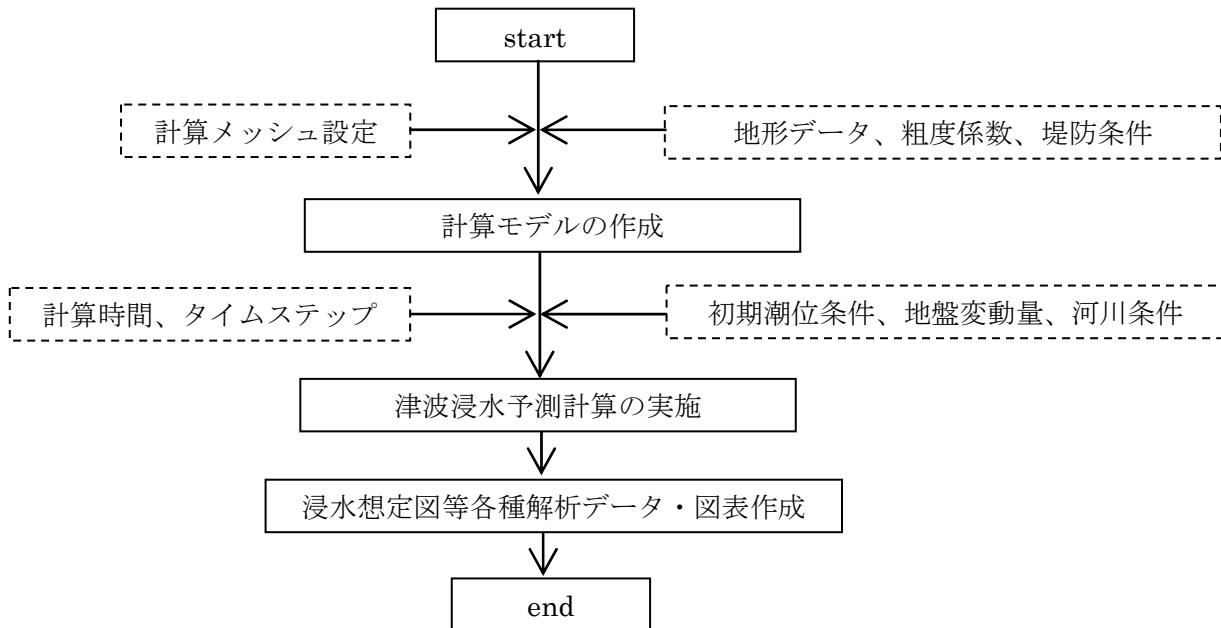 start
計算メッシュ設定
地形データ、粗度係数、堤防条件
計算モデルの作成
計算時間、タイムステップ
初期潮位条件、地盤変動量、河川条件
津波浸水予測計算の実施
浸水想定図等各種解析データ・図表作成
end